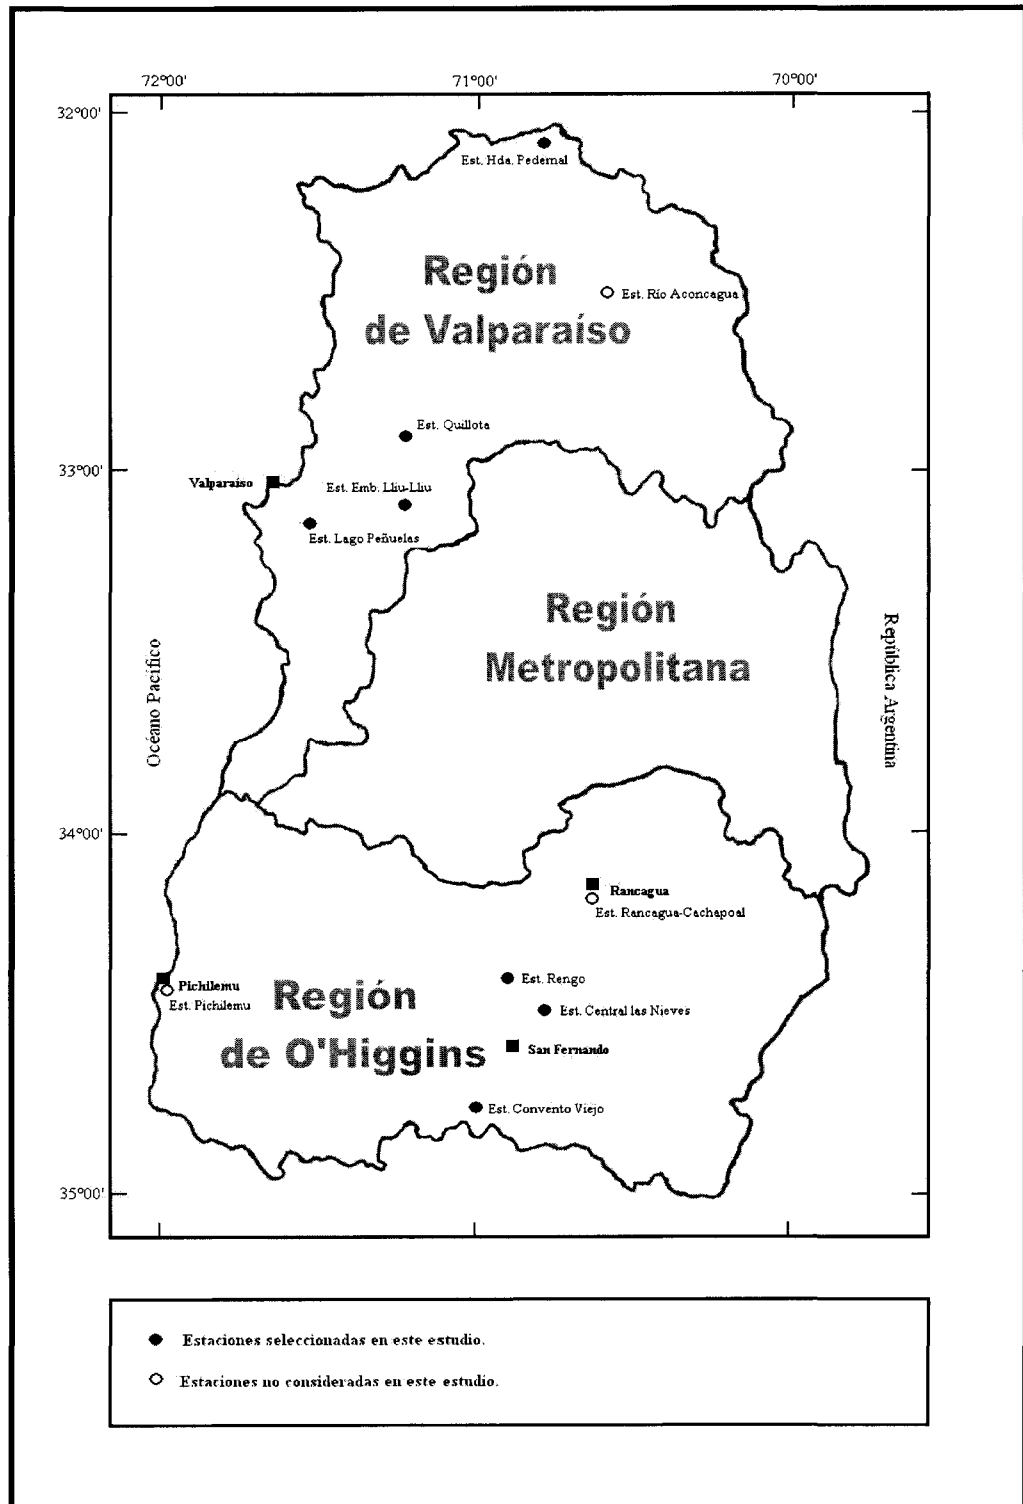 72°00'
71°00'
70°00'
32°00'
Est. Hda. Pedernal
Región
de Valparaíso
Est. Río Aconcagua
Est. Quillota
33°00'
Valparaíso
Est. Emb. Lliu-Lliu
Est. Lago Peñuelas
Región
Metropolitana
Océano Pacífico
República Argentina
34°00'
Rancagua
Est. Rancagua-Cachapoal
Est. Rengo
Pichilemu
Est. Pichilemu
Región
de O'Higgins
Est. Central las Nieves
San Fernando
Est. Convento Viejo
35°00'
Estaciones seleccionadas en este estudio.
Estaciones no consideradas en este estudio.